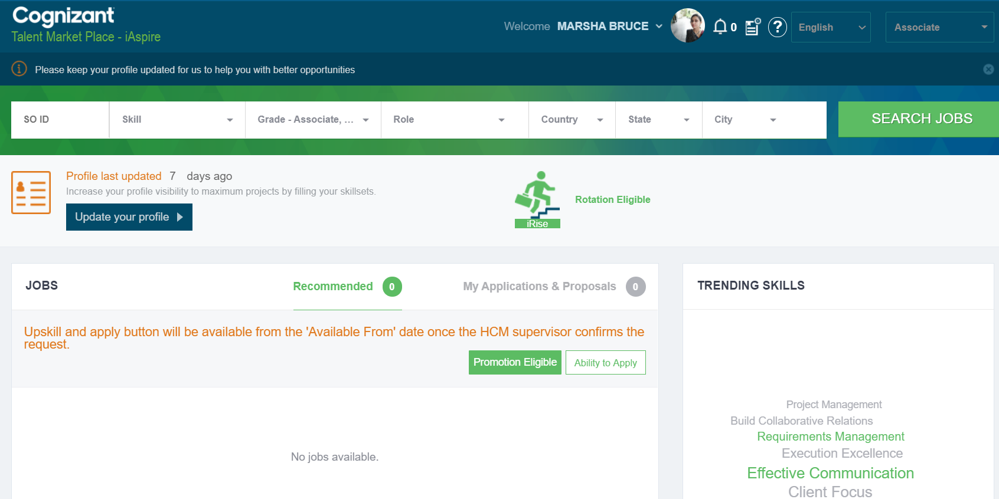 Cognizant
Talent Market Place - iAspire
Welcome MARSHA BRUCE
0
?
English
Associate
Please keep your profile updated for us to help you with better opportunities
SO ID
Skill
Grade - Associate, ...
Role
Country
State
City
SEARCH JOBS
Profile last updated 7 days ago
Increase your profile visibility to maximum projects by filling your skillsets.
Update your profile
iRise
Rotation Eligible
JOBS
Recommended 0
My Applications & Proposals 0
Upskill and apply button will be available from the 'Available From' date once the HCM supervisor confirms the
request.
Promotion Eligible
Ability to Apply
No jobs available.
TRENDING SKILLS
Project Management
Build Collaborative Relations
Requirements Management
Execution Excellence
Effective Communication
Client Focus